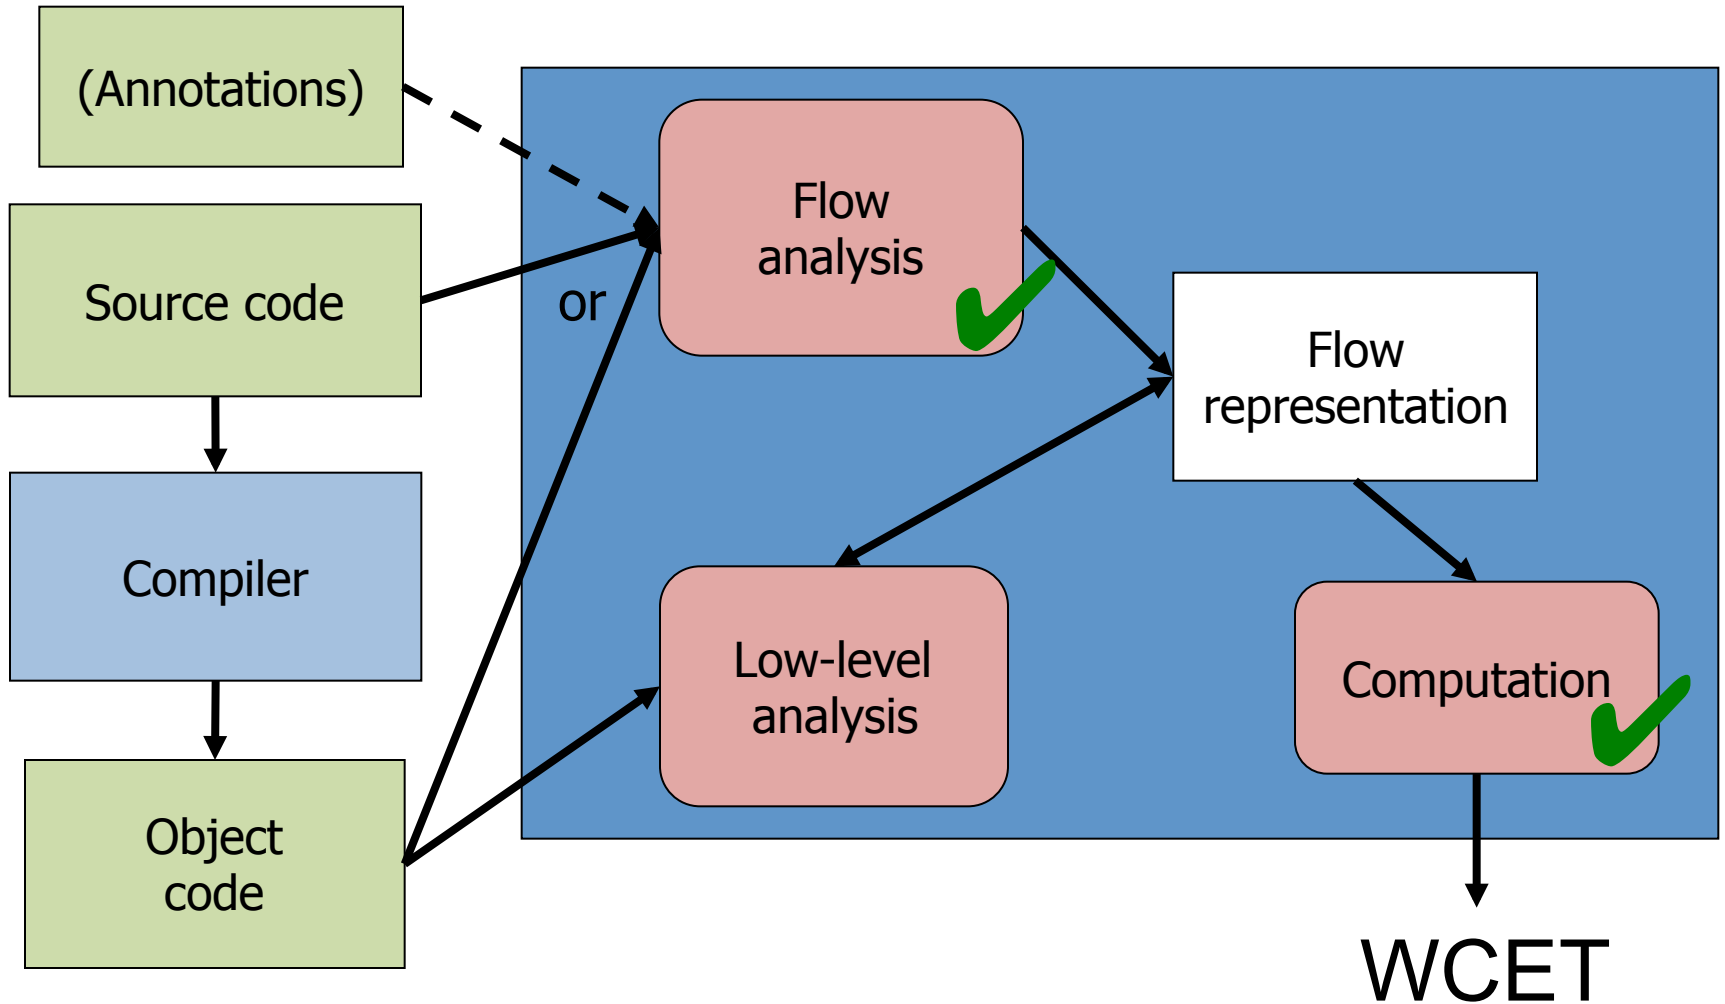 (Annotations)
Source code
Compiler
Object
code
or
Flow
analysis
Low-level
analysis
Flow
representation
Computation
WCET